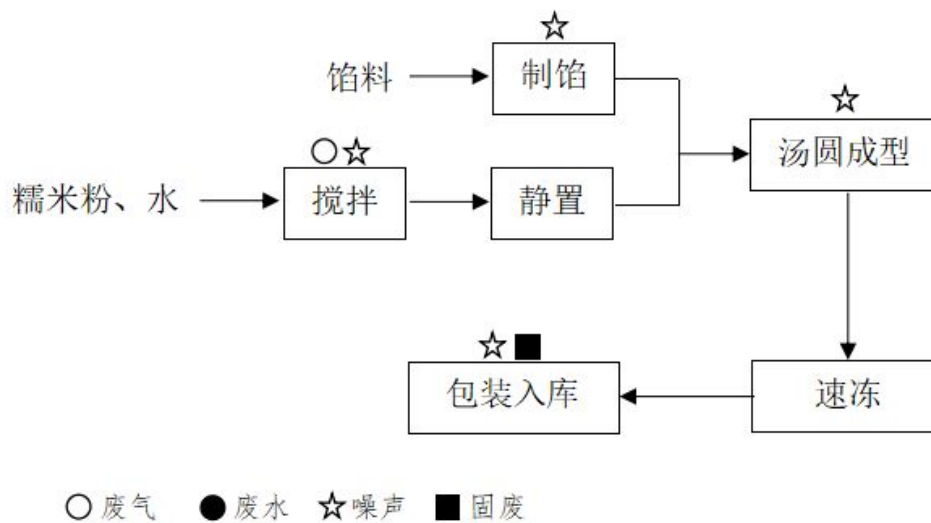 馅料
制馅
汤圆成型
糯米粉、水
搅拌
静置
包装入库
速冻
废气
废水
噪声
固废